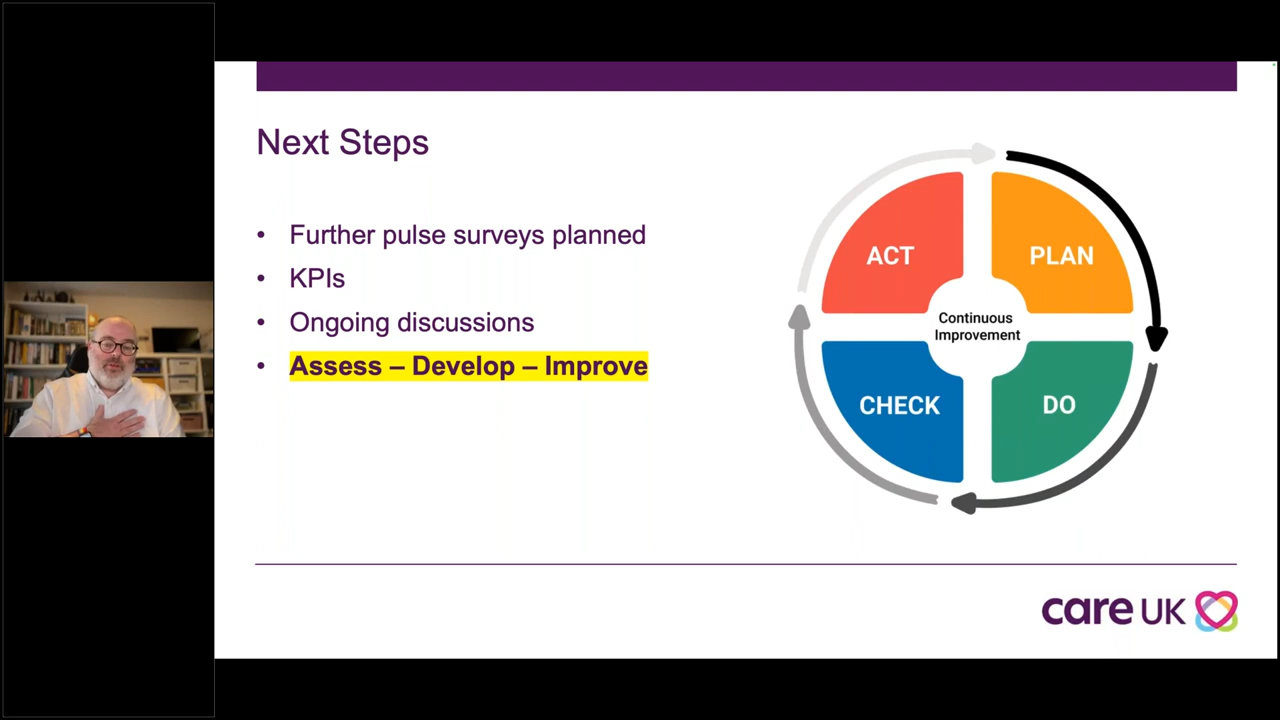 Next Steps
• Further pulse surveys planned
• KPIs
• Ongoing discussions
• Assess – Develop – Improve
ACT
PLAN
Continuous
Improvement
CHECK
DO
care UK